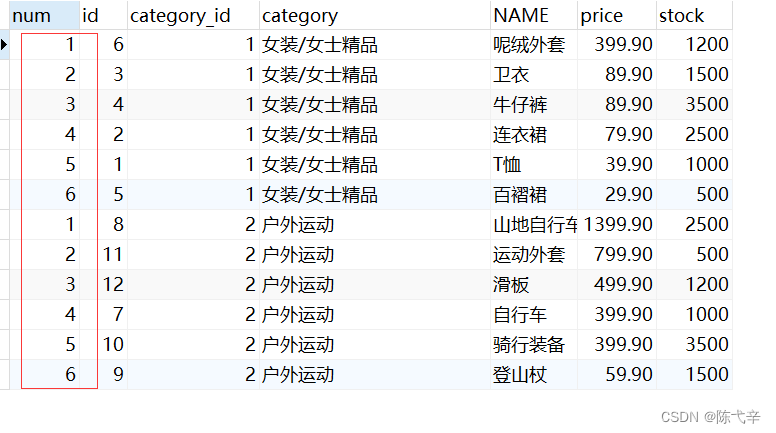 num id category_id category NAME price stock
1 6 1 女装/女士精品 呢绒外套 399.90 1200
2 3 1 女装/女士精品 卫衣 89.90 1500
3 4 1 女装/女士精品 牛仔裤 89.90 3500
4 2 1 女装/女士精品 连衣裙 79.90 2500
5 1 1 女装/女士精品 T恤 39.90 1000
6 5 1 女装/女士精品 百褶裙 29.90 500
1 8 2 户外运动 山地自行车 1399.90 2500
2 11 2 户外运动 运动外套 799.90 500
3 12 2 户外运动 滑板 499.90 1200
4 7 2 户外运动 自行车 399.90 1000
5 10 2 户外运动 骑行装备 399.90 3500
6 9 2 户外运动 登山杖 59.90 1500
CSDN @陈弋辛